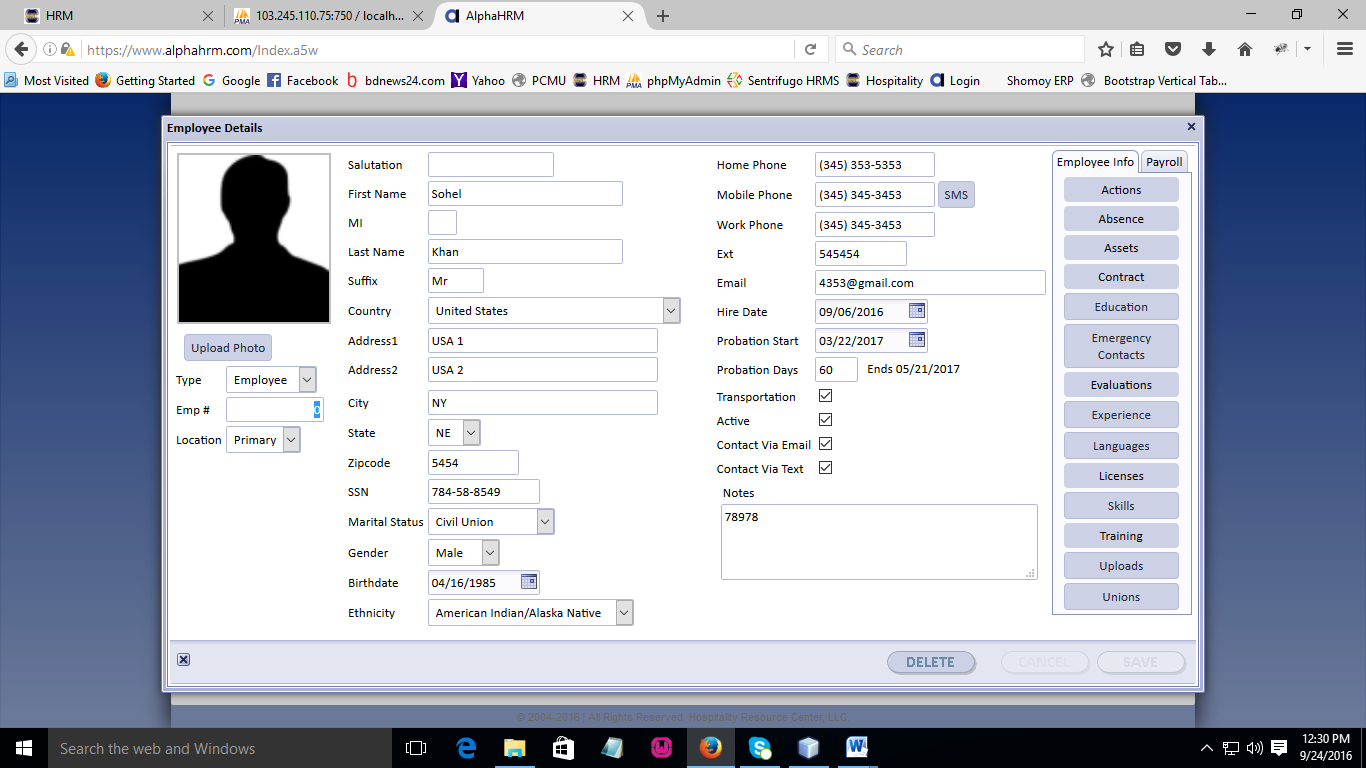 HRM
103.245.110.75:750 / localh...
AlphaHRM
https://www.alphahrm.com/Index.a5w
Search
Most Visited Getting Started Google Facebook bdnews24.com Yahoo PCMU HRM phpMyAdmin Sentrifugo HRMS Hospitality Login Shomoy ERP Bootstrap Vertical Tab...
Employee Details
Upload Photo
Type Employee
Emp # 0
Location Primary
Salutation
First Name Sohel
MI
Last Name Khan
Suffix Mr
Country United States
Address1 USA 1
Address2 USA 2
City NY
State NE
Zipcode 5454
SSN 784-58-8549
Marital Status Civil Union
Gender Male
Birthdate 04/16/1985
Ethnicity American Indian/Alaska Native
Home Phone (345) 353-5353
Mobile Phone (345) 345-3453 SMS
Work Phone (345) 345-3453
Ext 545454
Email 4353@gmail.com
Hire Date 09/06/2016
Probation Start 03/22/2017
Probation Days 60 Ends 05/21/2017
Transportation
Active
Contact Via Email
Contact Via Text
Notes
78978
Employee Info Payroll
Actions
Absence
Assets
Contract
Education
Emergency
Contacts
Evaluations
Experience
Languages
Licenses
Skills
Training
Uploads
Unions
DELETE CANCEL SAVE
© 2004-2016 | All Rights Reserved. Hospitality Resource Center, LLC.
Search the web and Windows
12:30 PM
9/24/2016